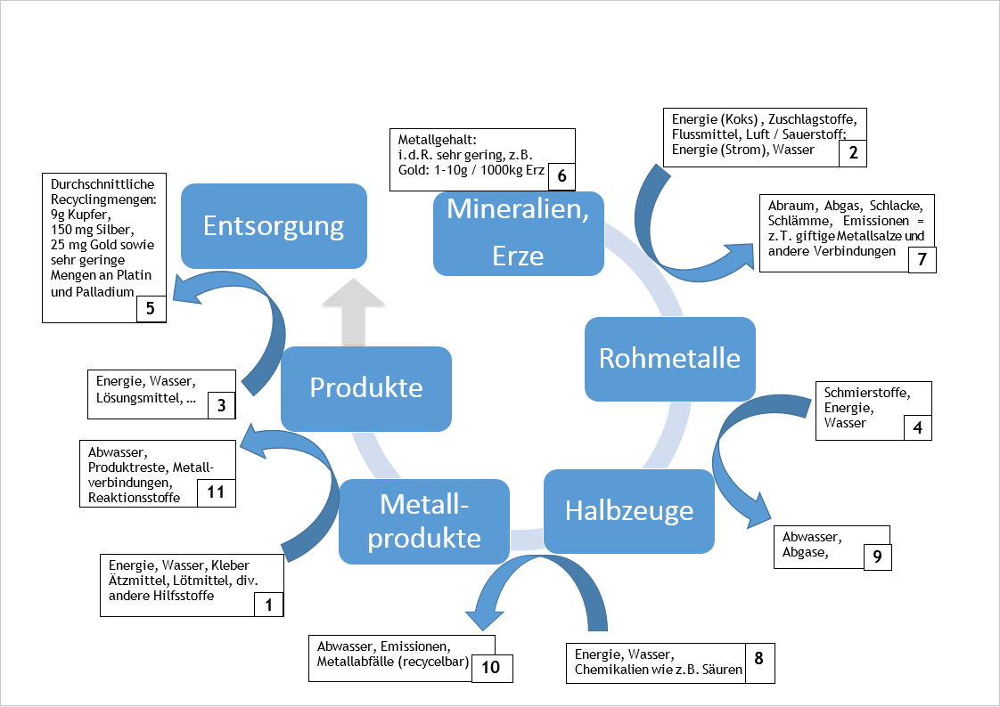 Energie (Koks) , Zuschlagstoffe,
Flussmittel, Luft / Sauerstoff;
Energie (Strom), Wasser
2
Metallgehalt:
i.d.R. sehr gering, z.B.
Gold: 1-10g / 1000kg Erz
6
Durchschnittliche
Recyclingmengen:
9g Kupfer,
150 mg Silber,
25 mg Gold sowie
sehr geringe
Mengen an Platin
und Palladium
5
Entsorgung
Mineralien,
Erze
Abraum, Abgas, Schlacke,
Schlämme, Emissionen =
z.T. giftige Metallsalze und
andere Verbindungen
7
Rohmetalle
Produkte
Energie, Wasser,
Lösungsmittel, …
3
Schmierstoffe,
Energie,
Wasser
4
Abwasser,
Produktreste, Metall-
verbindungen,
Reaktionsstoffe
11
Metall-
produkte
Halbzeuge
Abwasser,
Abgase,
9
Energie, Wasser, Kleber
Ätzmittel, Lötmittel, div.
andere Hilfsstoffe
1
Abwasser, Emissionen,
Metallabfälle (recycelbar)
10
Energie, Wasser,
Chemikalien wie z.B. Säuren
8